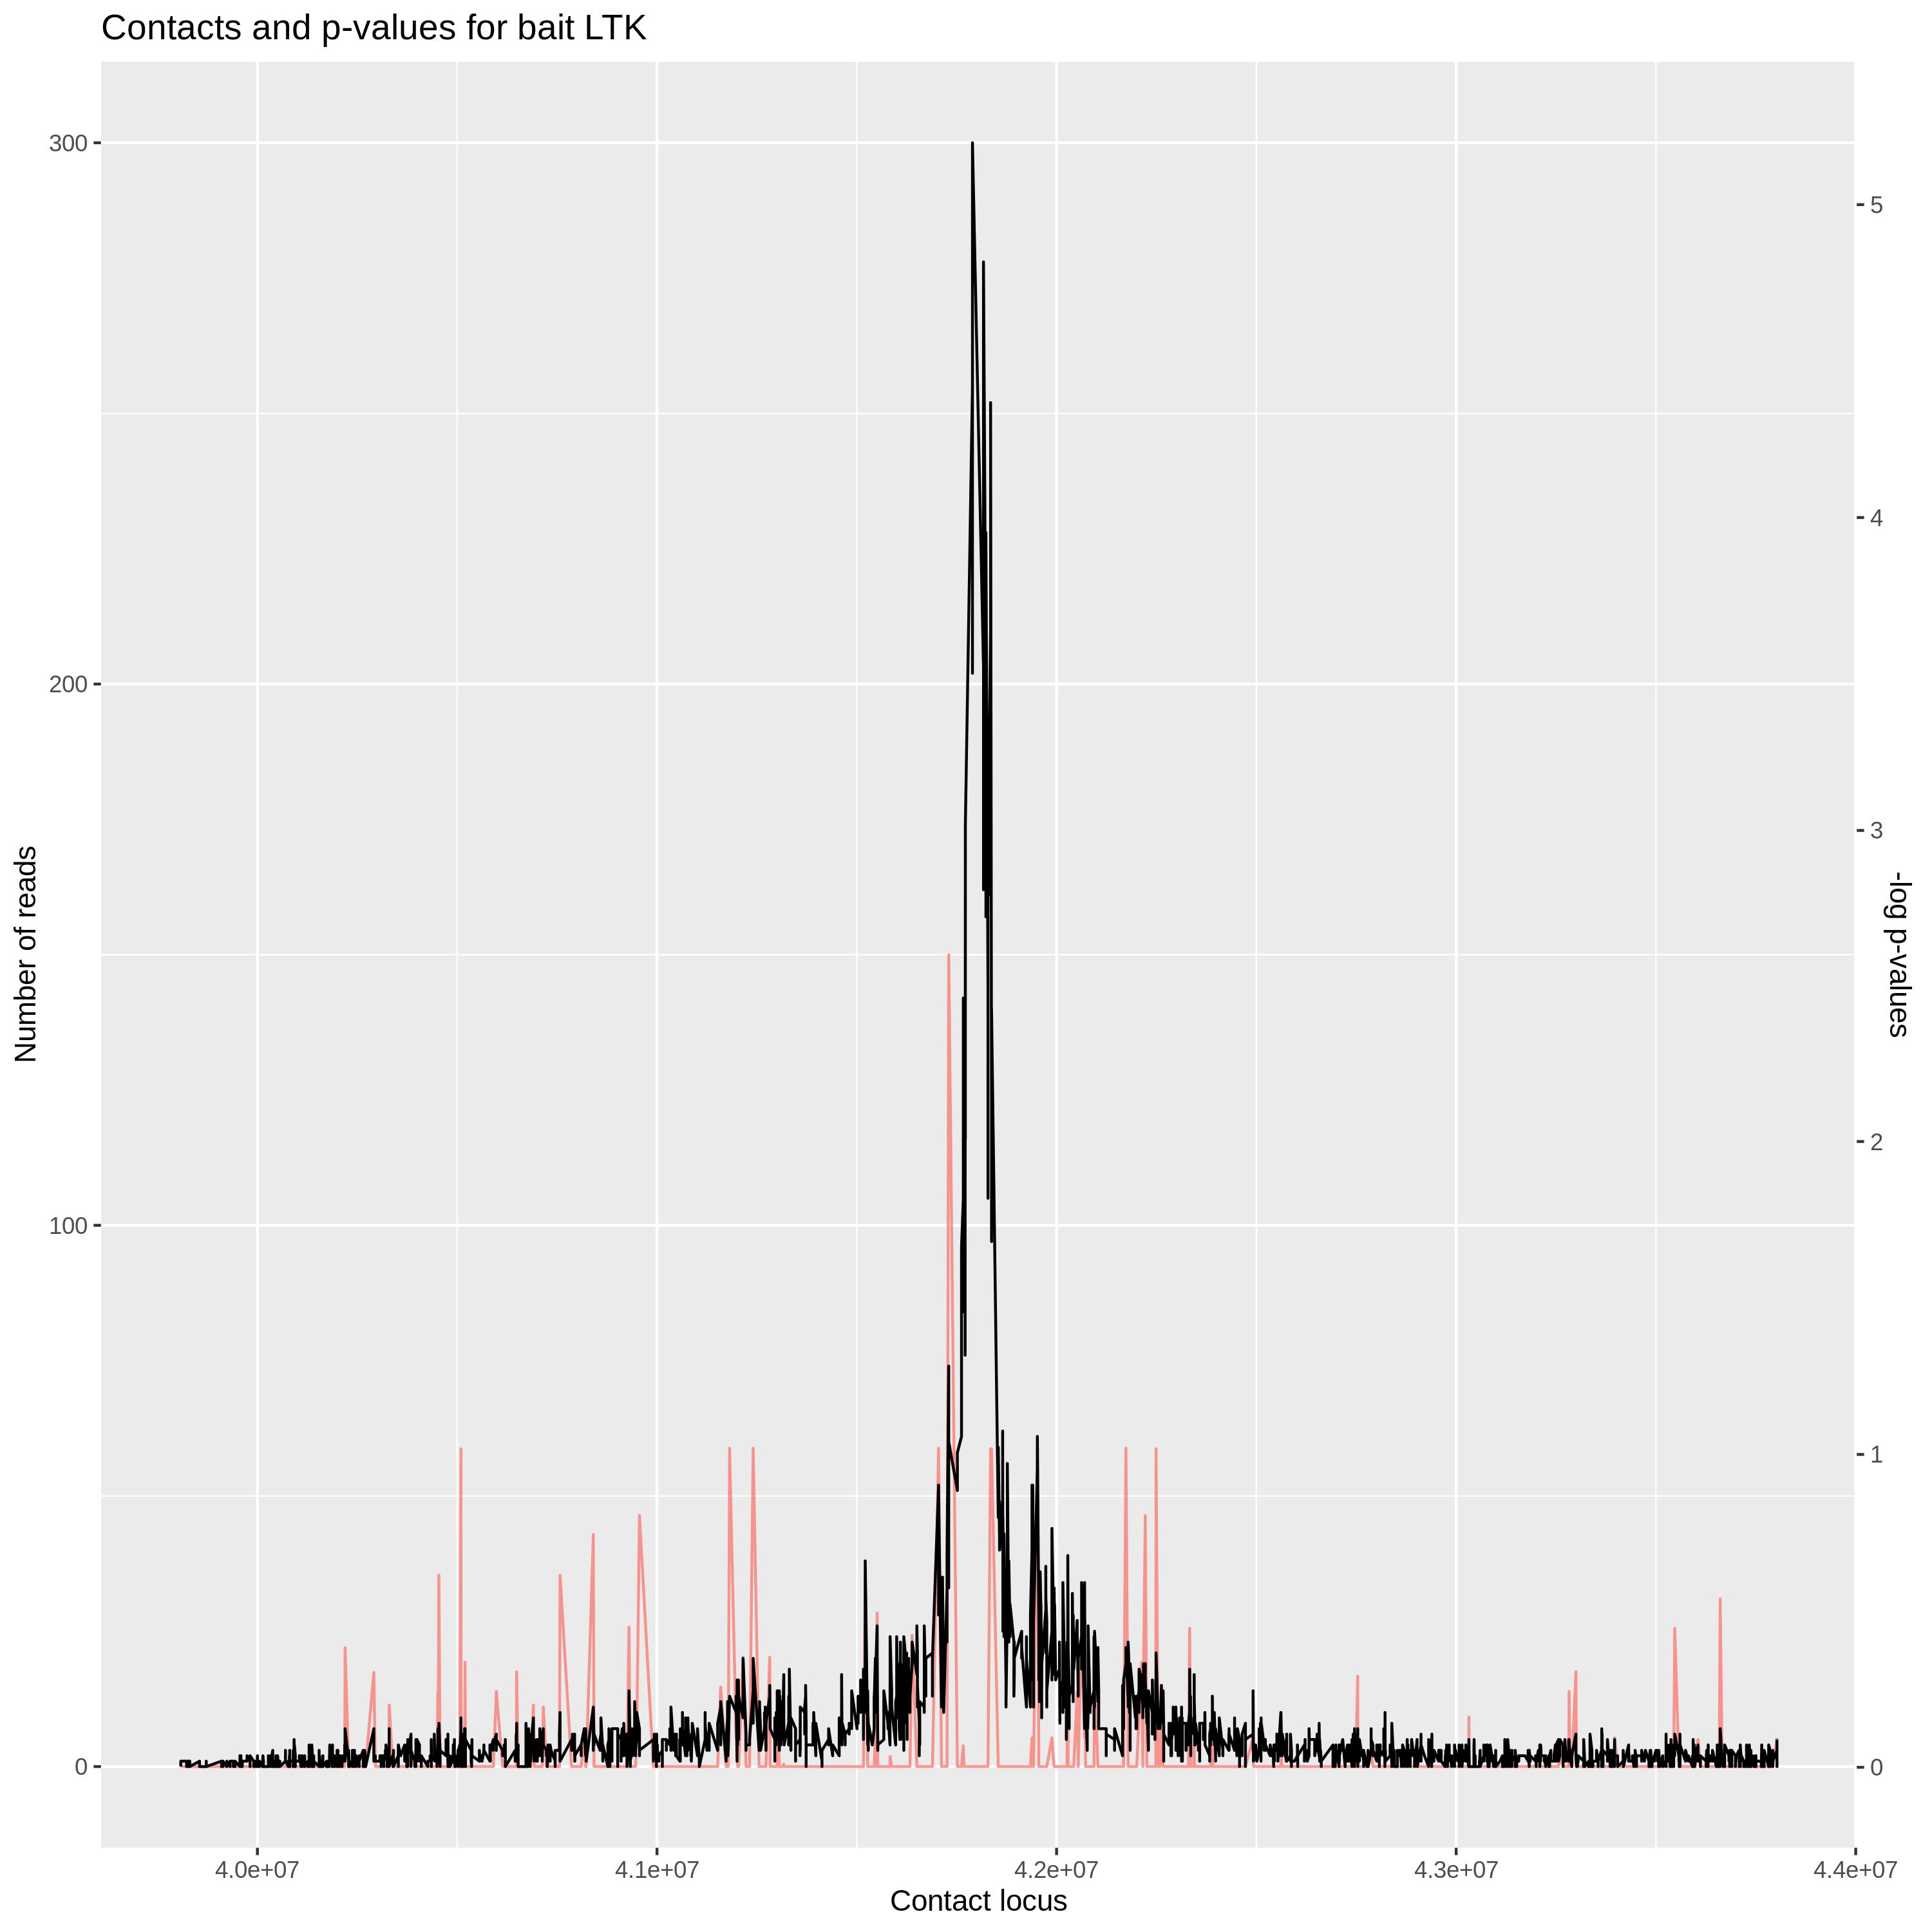 Contacts and p-values for bait LTK
300
200
100
0
Number of reads
5
4
3
2
1
0
-log p-values
4.0e+07
4.1e+07
4.2e+07
4.3e+07
4.4e+07
Contact locus